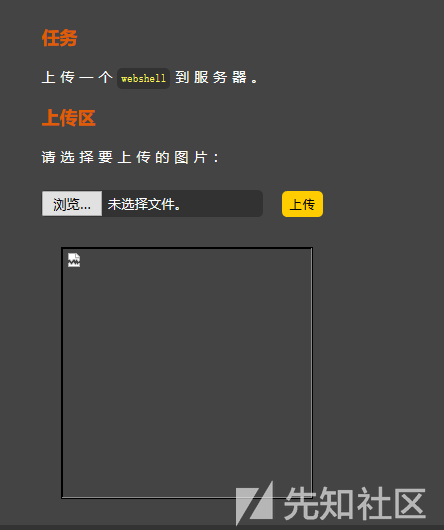 任务
上传一个 webshell 到服务器。
上传区
请选择要上传的图片：
浏览... 未选择文件。 上传
先知社区